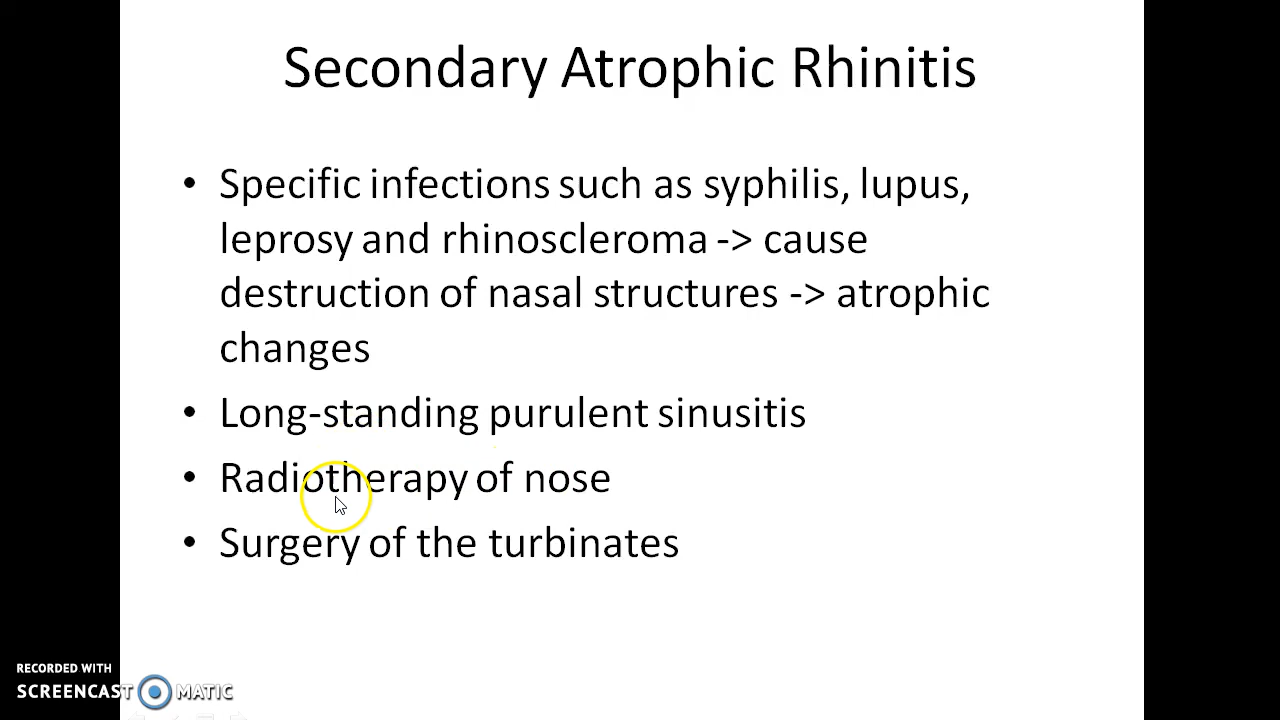 Secondary Atrophic Rhinitis
• Specific infections such as syphilis, lupus,
leprosy and rhinoscleroma -> cause
destruction of nasal structures -> atrophic
changes
• Long-standing purulent sinusitis
• Radiotherapy of nose
• Surgery of the turbinates
RECORDED WITH
SCREENCAST MATIC